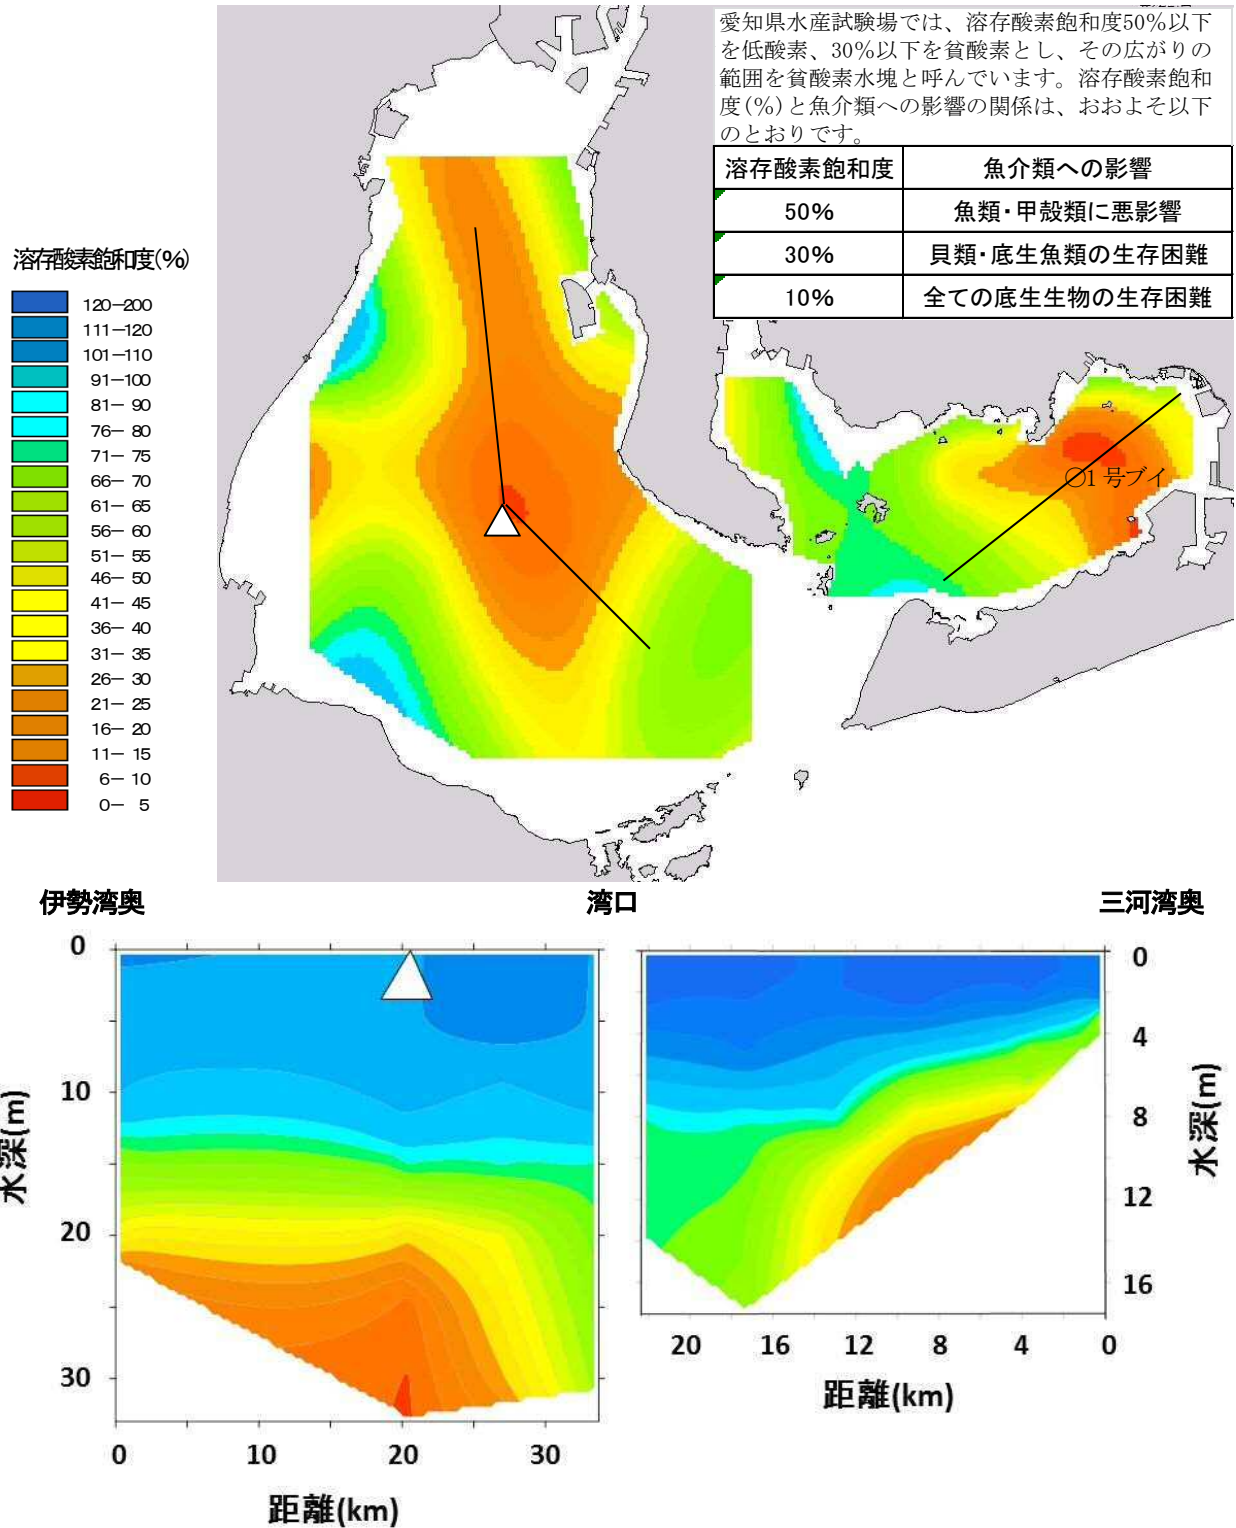 愛知県水産試験場では、溶存酸素飽和度50%以下
を低酸素、30%以下を貧酸素とし、その広がりの
範囲を貧酸素水塊と呼んでいます。溶存酸素飽和
度(%)と魚介類への影響の関係は、おおよそ以下
のとおりです。
溶存酸素飽和度 魚介類への影響
50% 魚類・甲殻類に悪影響
30% 貝類・底生魚類の生存困難
10% 全ての底生生物の生存困難
溶存酸素飽和度(%)
120-200
111-120
101-110
91-100
81- 90
76- 80
71- 75
66- 70
61- 65
56- 60
51- 55
46- 50
41- 45
36- 40
31- 35
26- 30
21- 25
16- 20
11- 15
6- 10
0- 5
1号ブイ
伊勢湾奥 湾口 三河湾奥
0
10
20
30
水深(m)
0 10 20 30
距離(km)
0
4
8
12
16
水深(m)
20 16 12 8 4 0
距離(km)